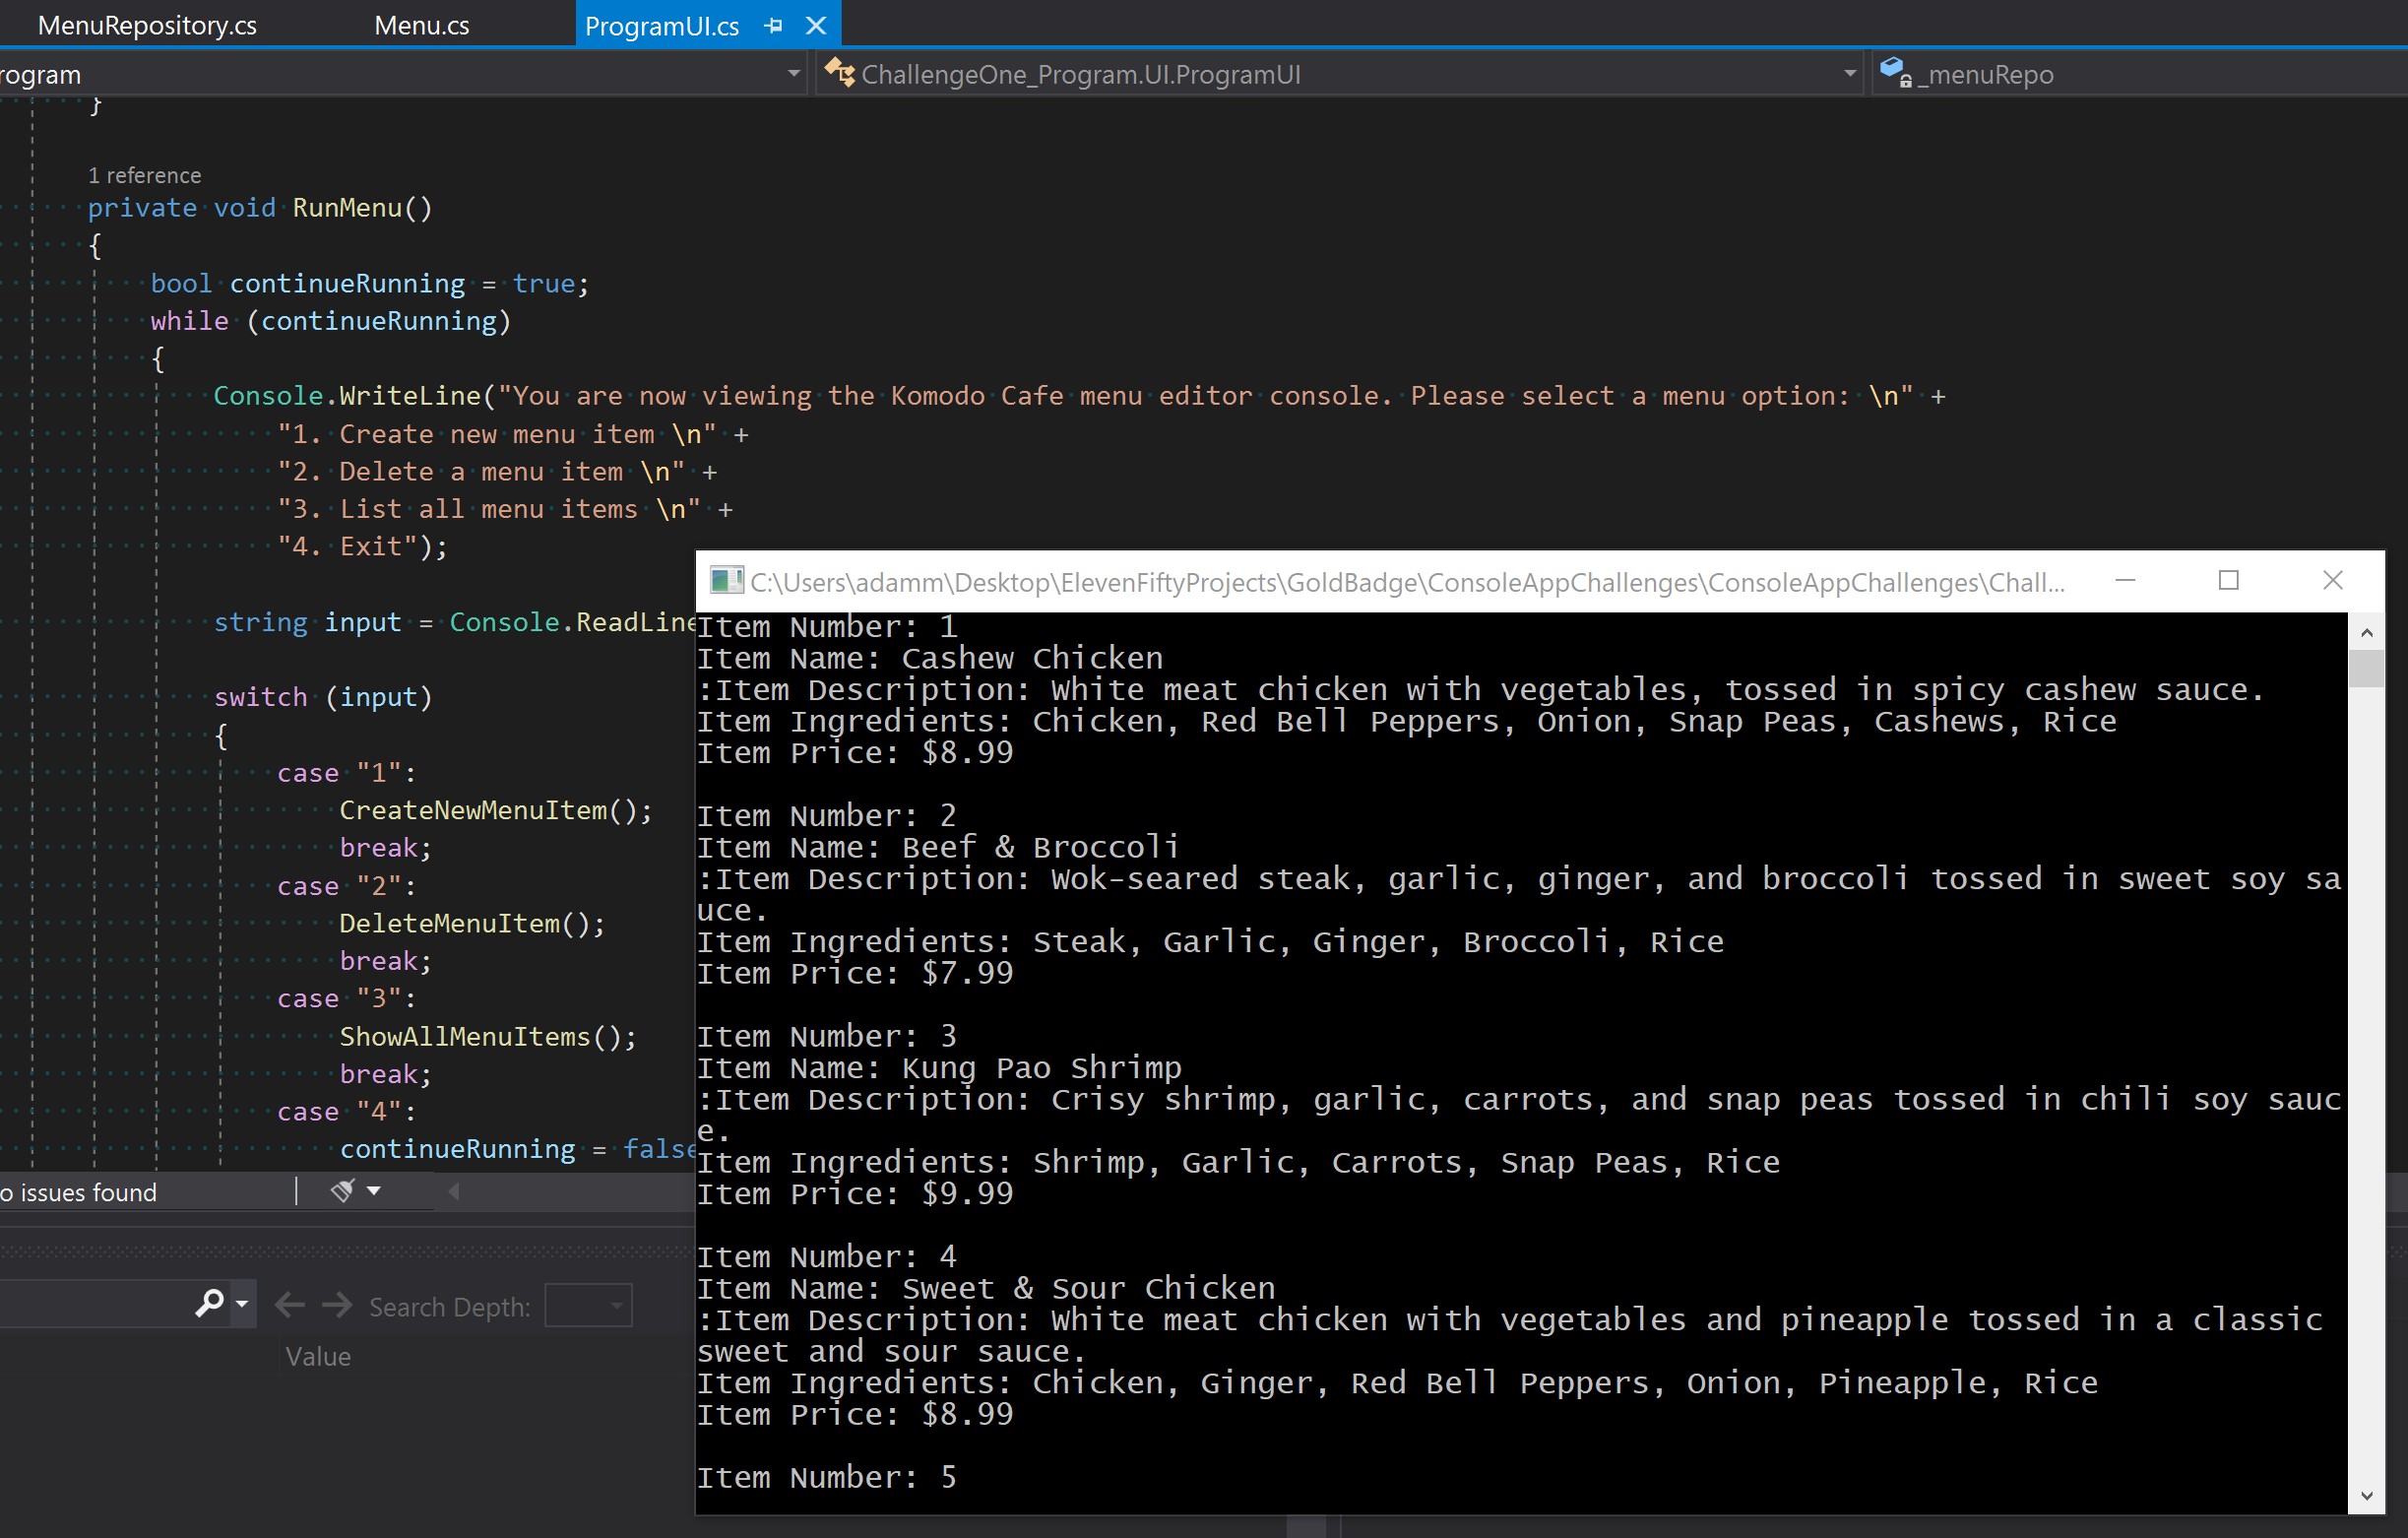 MenuRepository.cs Menu.cs ProgramUI.cs
rogram ChallengeOne_Program.UI.ProgramUI _menuRepo
}
1 reference
private void RunMenu()
{
bool continueRunning = true;
while (continueRunning)
{
Console.WriteLine("You are now viewing the Komodo Cafe menu editor console. Please select a menu option: \n" +
"1. Create new menu item \n" +
"2. Delete a menu item \n" +
"3. List all menu items \n" +
"4. Exit");
string input = Console.ReadLine
switch (input)
{
case "1":
CreateNewMenuItem();
break;
case "2":
DeleteMenuItem();
break;
case "3":
ShowAllMenuItems();
break;
case "4":
continueRunning = false
o issues found
Search Depth:
Value
C:\Users\adamm\Desktop\ElevenFiftyProjects\GoldBadge\ConsoleAppChallenges\ConsoleAppChallenges\Chall...
Item Number: 1
Item Name: Cashew Chicken
:Item Description: White meat chicken with vegetables, tossed in spicy cashew sauce.
Item Ingredients: Chicken, Red Bell Peppers, Onion, Snap Peas, Cashews, Rice
Item Price: $8.99
Item Number: 2
Item Name: Beef & Broccoli
:Item Description: Wok-seared steak, garlic, ginger, and broccoli tossed in sweet soy sa
uce.
Item Ingredients: Steak, Garlic, Ginger, Broccoli, Rice
Item Price: $7.99
Item Number: 3
Item Name: Kung Pao Shrimp
:Item Description: Crisy shrimp, garlic, carrots, and snap peas tossed in chili soy sauc
e.
Item Ingredients: Shrimp, Garlic, Carrots, Snap Peas, Rice
Item Price: $9.99
Item Number: 4
Item Name: Sweet & Sour Chicken
:Item Description: White meat chicken with vegetables and pineapple tossed in a classic
sweet and sour sauce.
Item Ingredients: Chicken, Ginger, Red Bell Peppers, Onion, Pineapple, Rice
Item Price: $8.99
Item Number: 5